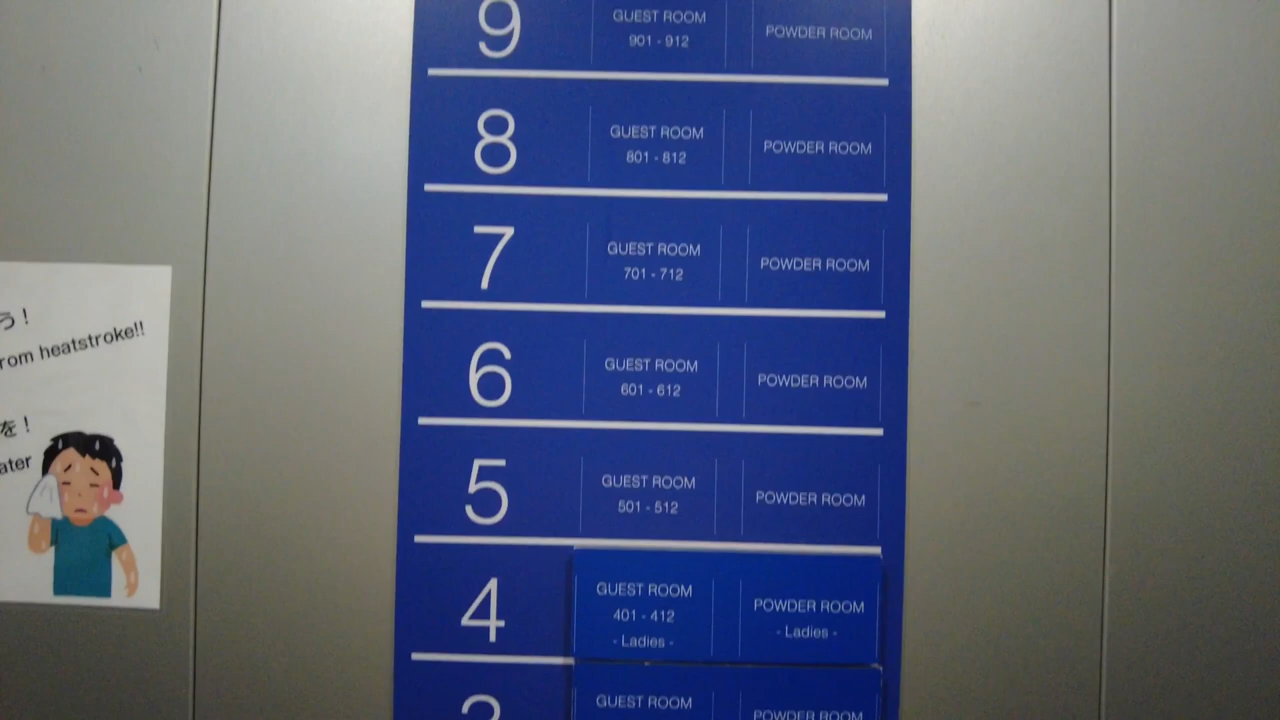 9
GUEST ROOM
901 - 912
POWDER ROOM
8
GUEST ROOM
801 - 812
POWDER ROOM
7
GUEST ROOM
701 - 712
POWDER ROOM
6
GUEST ROOM
601 - 612
POWDER ROOM
5
GUEST ROOM
501 - 512
POWDER ROOM
4
GUEST ROOM
401 - 412
- Ladies -
POWDER ROOM
- Ladies -
GUEST ROOM
POWDER ROOM
う！
heatstroke!!
を！